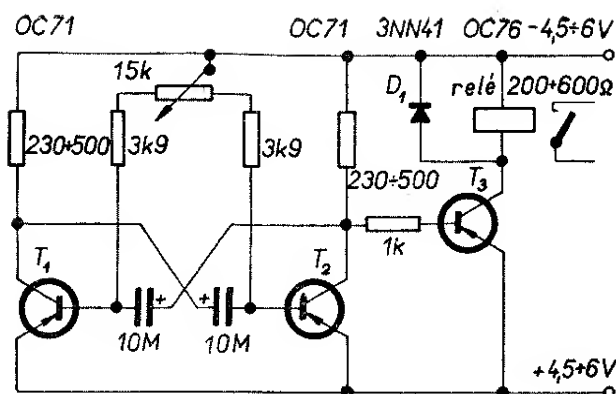 OC71
OC71
3NN41
OC76
-4,5÷6V
15k
D1
relé
200÷600Ω
230÷500
3k9
3k9
230÷500
T3
T1
T2
1k
+
+
10M
10M
+4,5÷6V